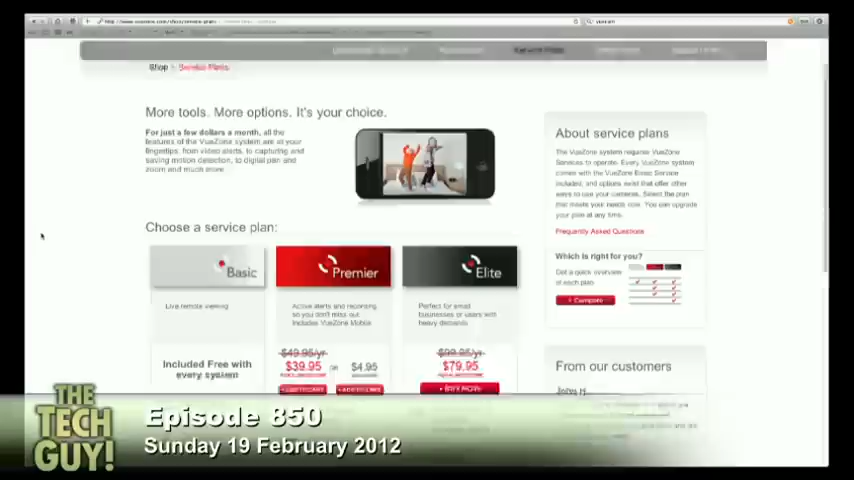 Shop > Service Plans
More tools. More options. It's your choice.
For just a few dollars a month, all the
features of the VueZone system are at your
fingertips, from video alerts, to capturing and
saving motion detection, to digital pan and
zoom and much more.
Choose a service plan:
Basic
Premier
Elite
Live remote viewing
Active alerts and recording
so you don't miss out
Includes VueZone Mobile
Perfect for small
businesses or users with
heavy demands
Included Free with
every system
$49.95/yr
$39.95 or $4.95
$99.95/yr
$79.95
About service plans
The VueZone system requires VueZone
Services to operate. Every VueZone system
comes with the VueZone Basic Service
included, and options exist that offer other
ways to use your cameras. Select the plan
that meets your needs now. You can upgrade
your plan at any time.
Frequently Asked Questions
Which is right for you?
Get a quick overview
of each plan
Compare
From our customers
John H.
THE
TECH
GUY!
Episode 850
Sunday 19 February 2012